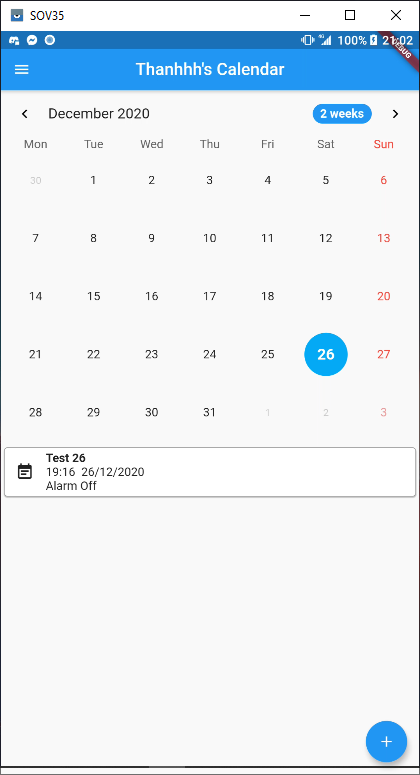 SOV35
100% 21:02
DEBUG
Thanhhh's Calendar
December 2020 2 weeks
Mon Tue Wed Thu Fri Sat Sun
30 1 2 3 4 5 6
7 8 9 10 11 12 13
14 15 16 17 18 19 20
21 22 23 24 25 26 27
28 29 30 31 1 2 3
Test 26
19:16 26/12/2020
Alarm Off